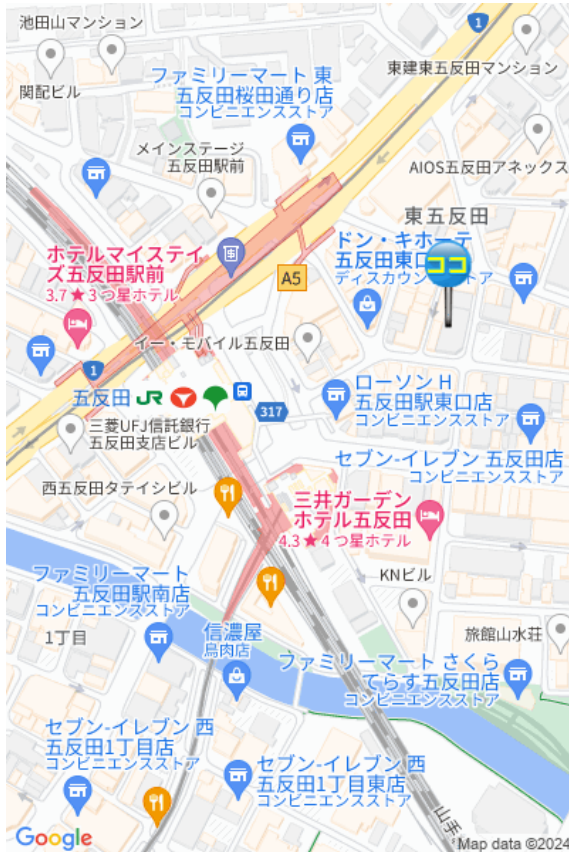 池田山マンション
1
関配ビル
東建東五反田マンション
ファミリーマート 東
五反田桜田通り店
コンビニエンスストア
メインステージ
五反田駅前
AIOS五反田アネックス
東五反田
ドン・キホーテ
五反田東口
ディスカウン
トア
ココ
ホテルマイステイ
ズ五反田駅前
3.7★3つ星ホテル
A5
イー・モバイル五反田
1
五反田 JR
317
三菱UFJ信託銀行
五反田支店ビル
ローソン H
五反田駅東口店
コンビニエンスストア
セブン-イレブン 五反田店
コンビニエンスストア
西五反田タテイシビル
三井ガーデン
ホテル五反田
4.3★4つ星ホテル
KNビル
ファミリーマート
五反田駅南店
コンビニエンスストア
1丁目
信濃屋
鳥肉店
旅館山水荘
ファミリーマート さくら
てらす五反田店
コンビニエンスストア
セブン-イレブン 西
五反田1丁目店
コンビニエンスストア
セブン-イレブン 西
五反田1丁目東店
コンビニエンスストア
山手
Google
Map data ©2024